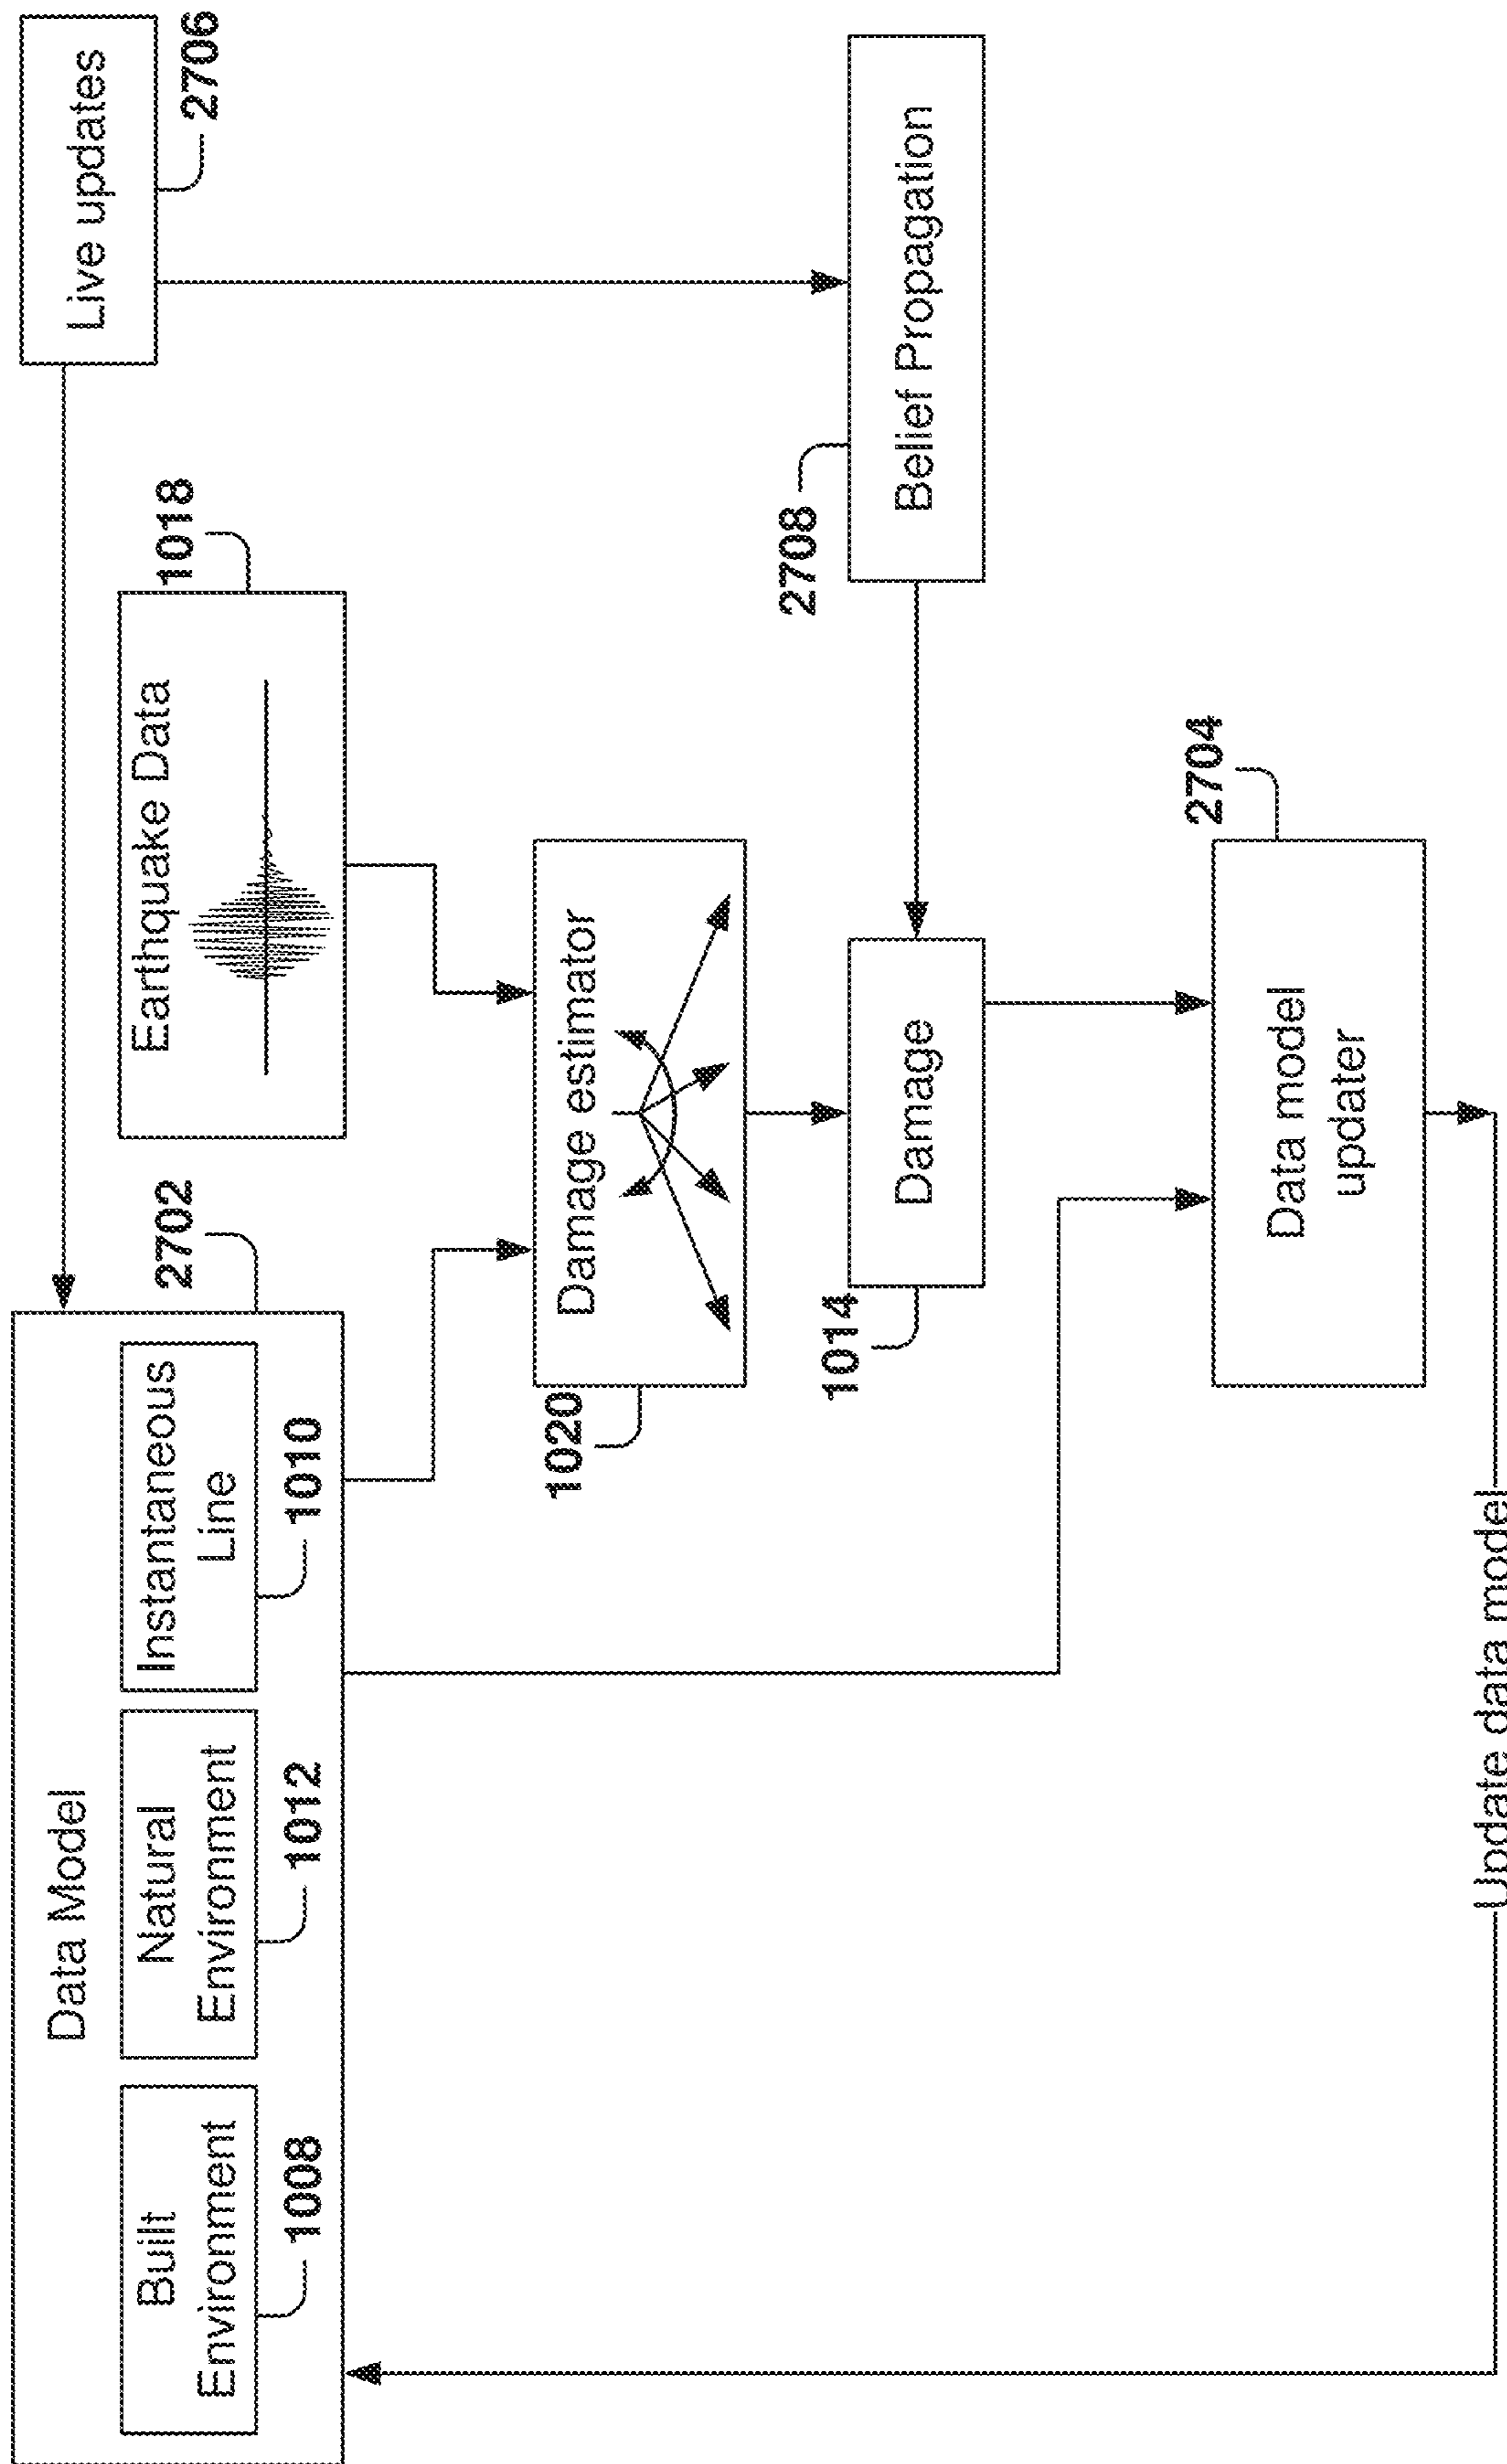 Data Model
Built
Environment
1008
Natural
Environment
1012
Instantaneous
Line
1010
2702
Earthquake Data
1018
Live updates
2706
Damage estimator
1020
Damage
1014
Belief Propagation
2708
Data model
updater
2704
Update data model